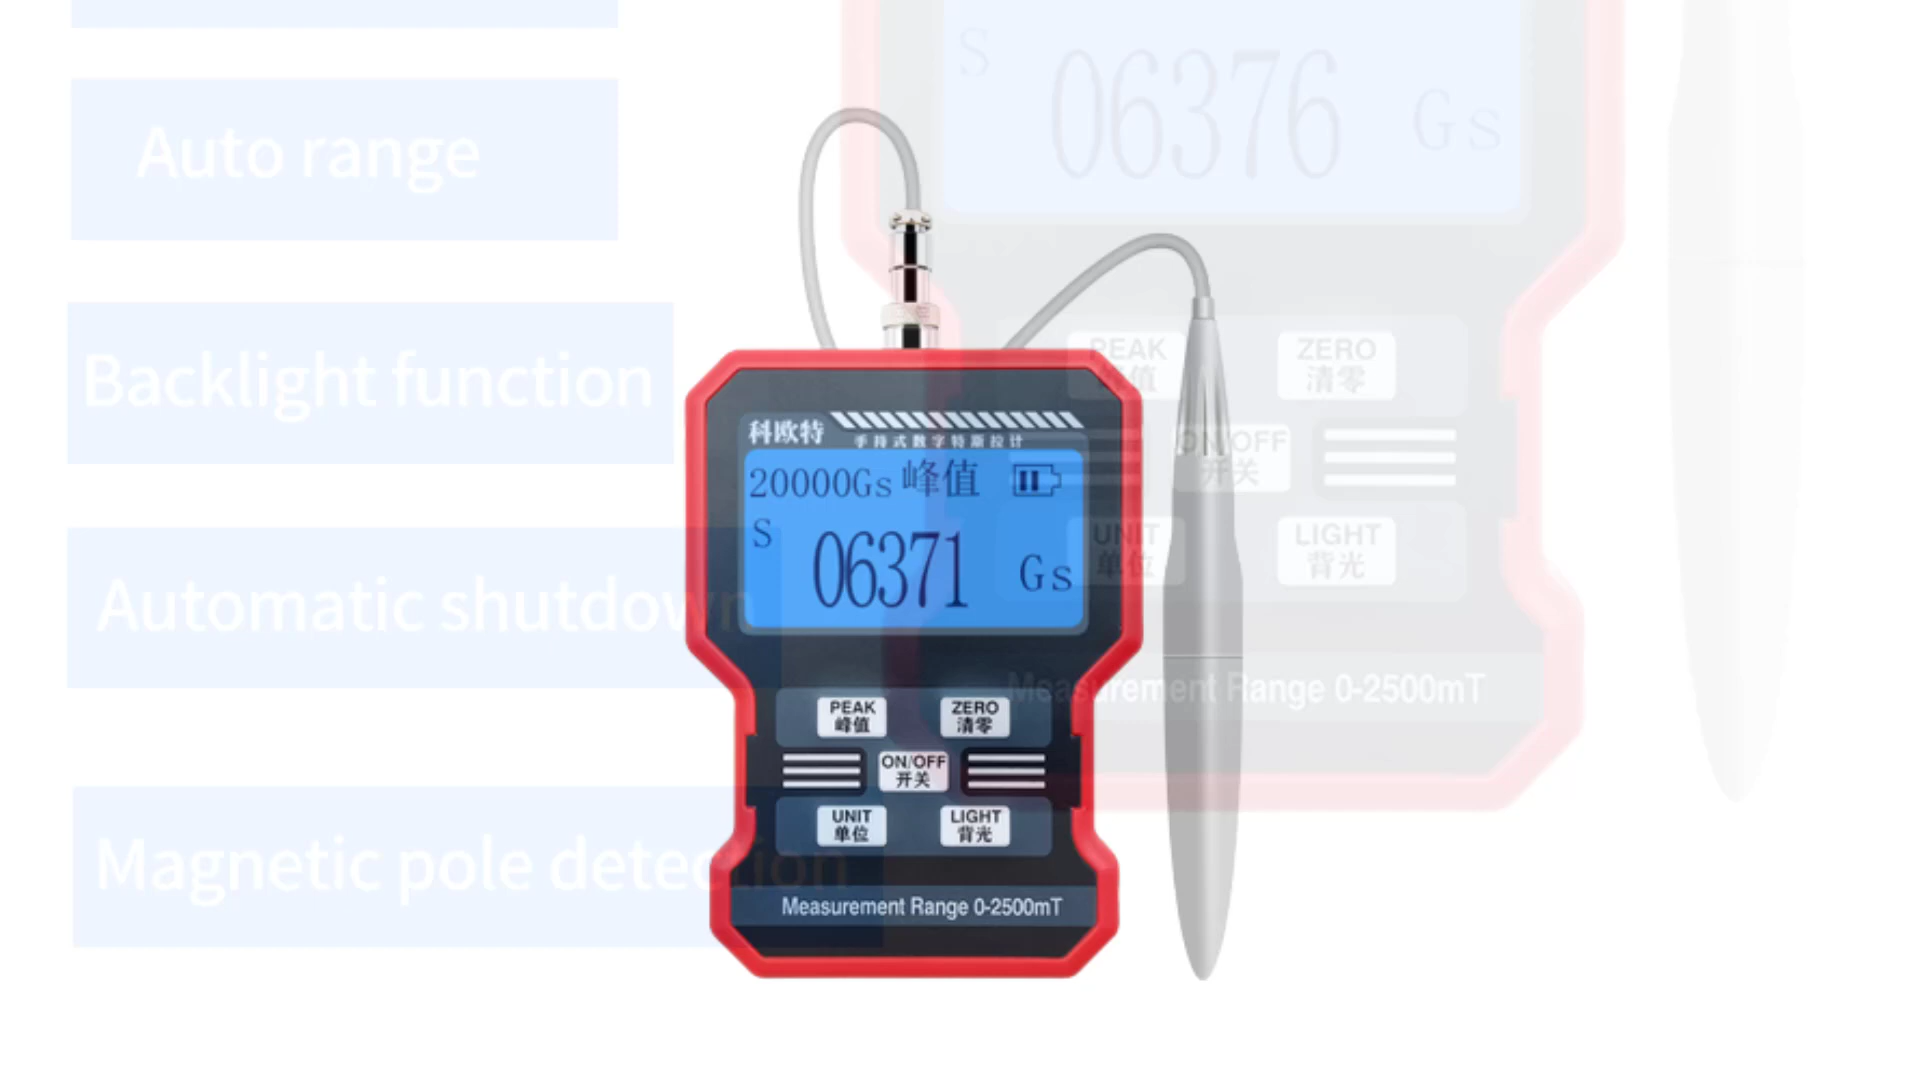 Auto range
Backlight function
Automatic shutdown
Magnetic pole detection
S 06376 Gs
PEAK
峰值
ZERO
清零
ON/OFF
开关
UNIT
单位
LIGHT
背光
Measurement Range 0-2500mT
科欧特
手持式数字特斯拉计
20000Gs 峰值
S 06371 Gs
PEAK
峰值
ZERO
清零
ON/OFF
开关
UNIT
单位
LIGHT
背光
Measurement Range 0-2500mT